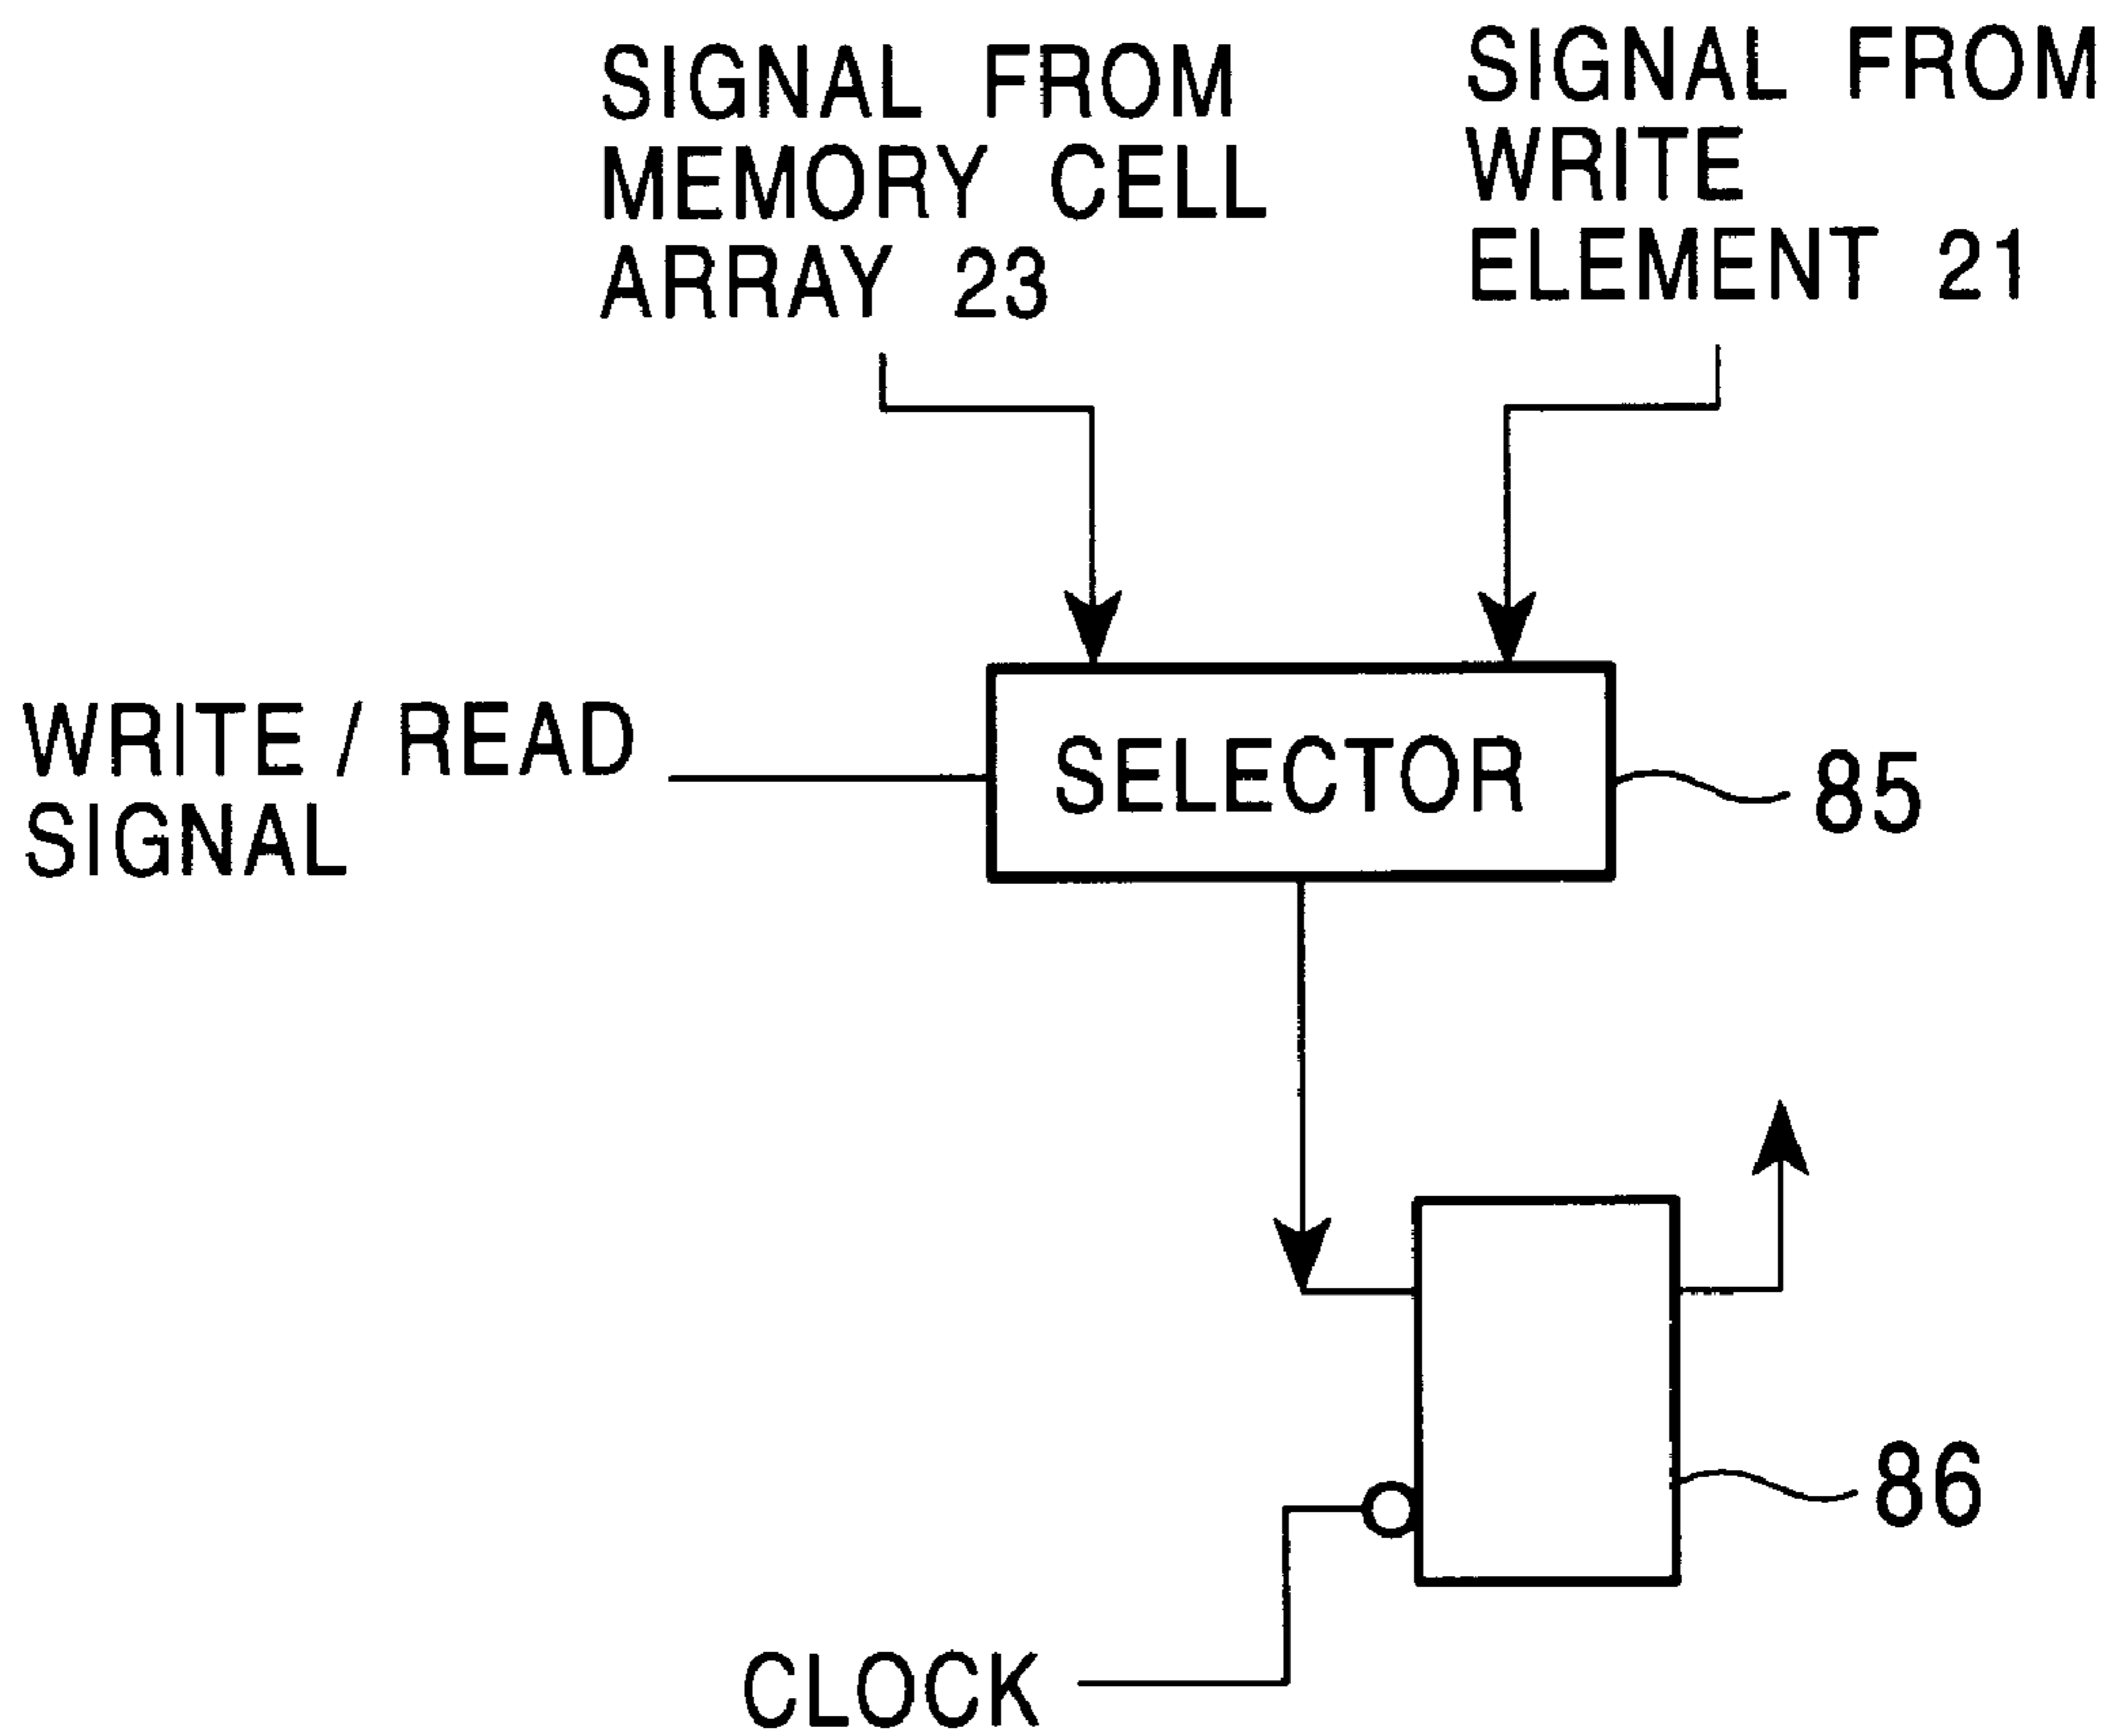 SIGNAL FROM
MEMORY CELL
ARRAY 23
SIGNAL FROM
WRITE
ELEMENT 21
WRITE / READ
SIGNAL
SELECTOR
85
86
CLOCK